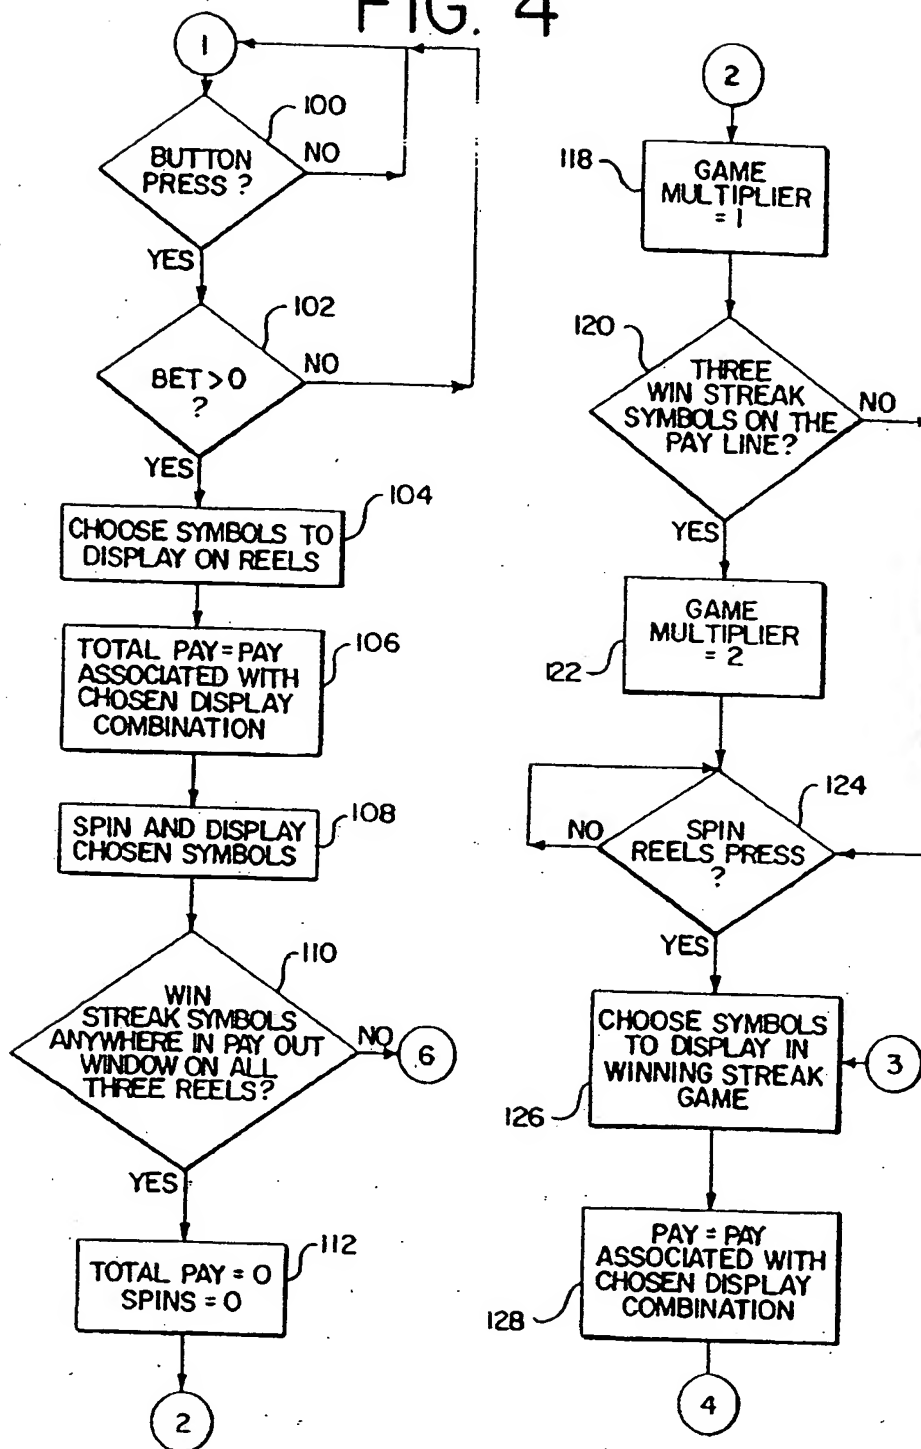 FIG. 4
1
100
BUTTON
PRESS ?
NO
YES
102
BET > 0
?
NO
YES
104
CHOOSE SYMBOLS TO
DISPLAY ON REELS
106
TOTAL PAY = PAY
ASSOCIATED WITH
CHOSEN DISPLAY
COMBINATION
108
SPIN AND DISPLAY
CHOSEN SYMBOLS
110
WIN
STREAK SYMBOLS
ANYWHERE IN PAY OUT
WINDOW ON ALL
THREE REELS?
NO
6
YES
112
TOTAL PAY = 0
SPINS = 0
2
2
118
GAME
MULTIPLIER
= 1
120
THREE
WIN STREAK
SYMBOLS ON THE
PAY LINE?
NO
YES
GAME
MULTIPLIER
= 2
122
124
NO
SPIN
REELS PRESS
?
YES
CHOOSE SYMBOLS
TO DISPLAY IN
WINNING STREAK
GAME
3
126
PAY = PAY
ASSOCIATED WITH
CHOSEN DISPLAY
COMBINATION
128
4